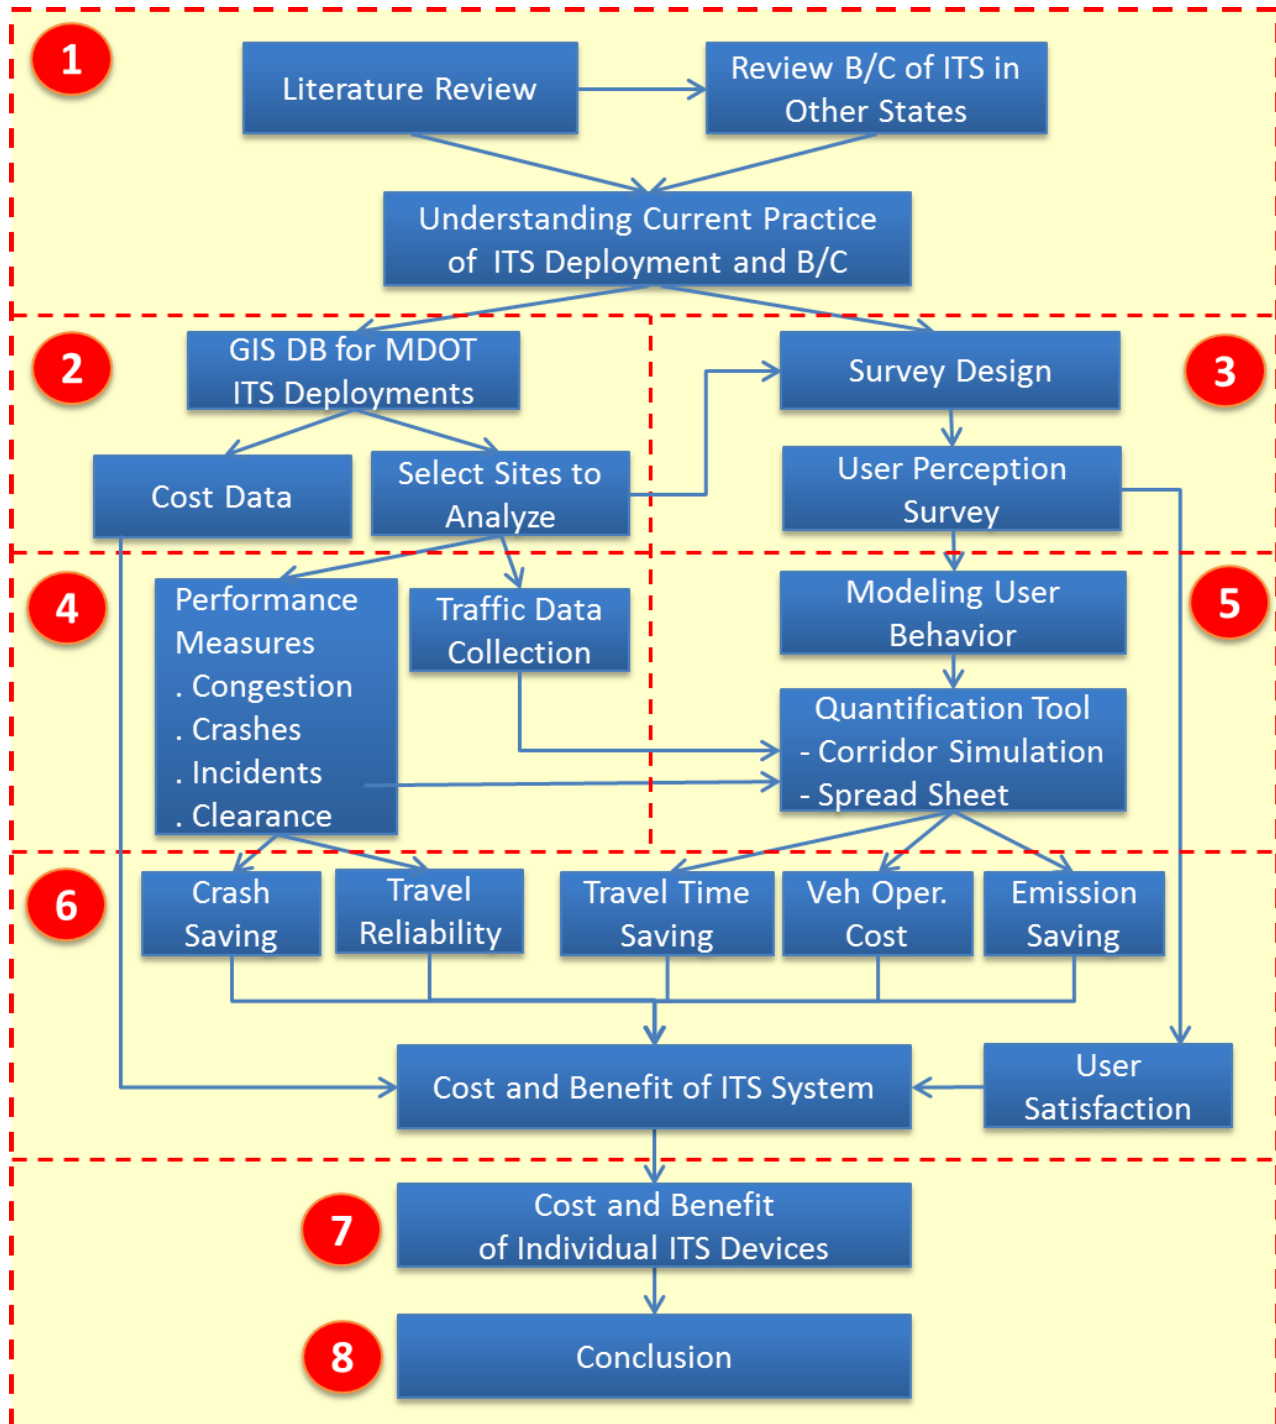 1
Literature Review
Review B/C of ITS in
Other States
Understanding Current Practice
of ITS Deployment and B/C
2
GIS DB for MDOT
ITS Deployments
Survey Design
3
Cost Data
Select Sites to
Analyze
User Perception
Survey
4
Performance
Measures
. Congestion
. Crashes
. Incidents
. Clearance
Traffic Data
Collection
Modeling User
Behavior
5
Quantification Tool
- Corridor Simulation
- Spread Sheet
6
Crash
Saving
Travel
Reliability
Travel Time
Saving
Veh Oper.
Cost
Emission
Saving
Cost and Benefit of ITS System
User
Satisfaction
7
Cost and Benefit
of Individual ITS Devices
8
Conclusion